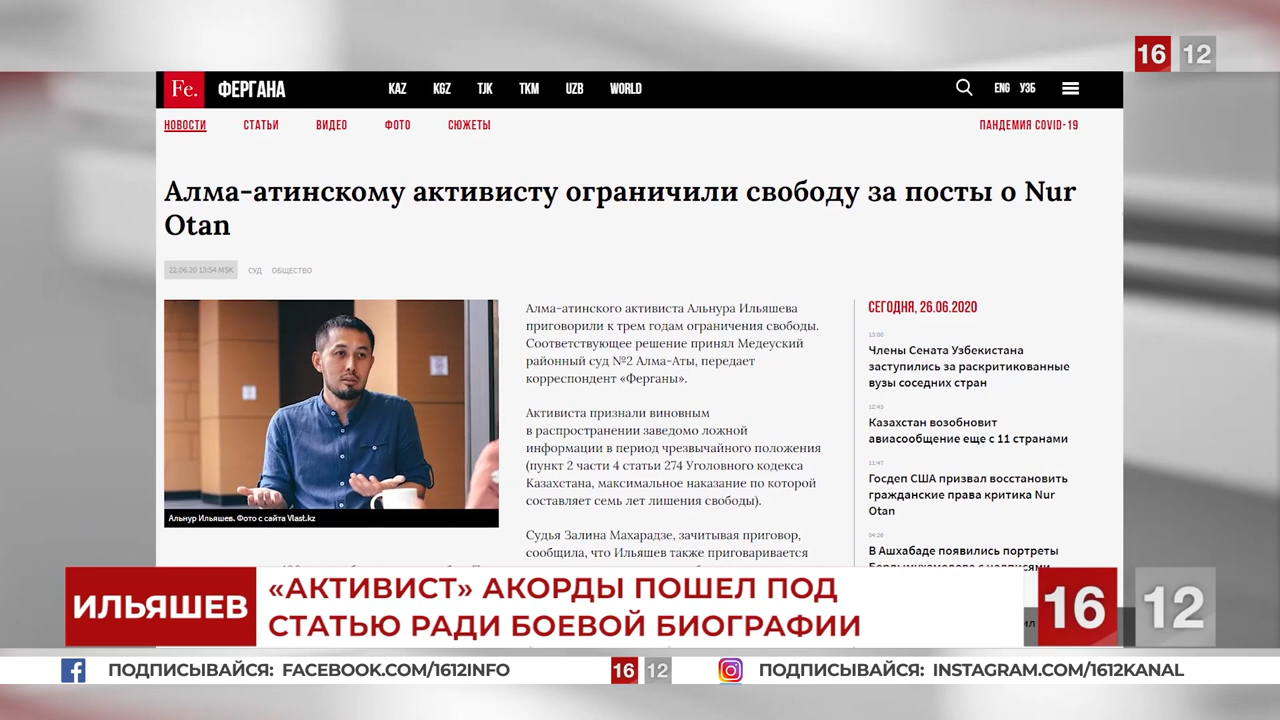 16 12
Fe. ФЕРГАНА KAZ KGZ TJK TKM UZB WORLD ENG УЗБ
НОВОСТИ СТАТЬИ ВИДЕО ФОТО СЮЖЕТЫ ПАНДЕМИЯ COVID-19
Алма-атинскому активисту ограничили свободу за посты о Nur
Otan
22.06.20 13:54 MSK СУД ОБЩЕСТВО
Альнур Ильяшев. Фото с сайта Vlast.kz
Алма-атинского активиста Альнура Ильяшева
приговорили к трем годам ограничения свободы.
Соответствующее решение принял Медеуский
районный суд №2 Алма-Аты, передает
корреспондент «Ферганы».
Активиста признали виновным
в распространении заведомо ложной
информации в период чрезвычайного положения
(пункт 2 части 4 статьи 274 Уголовного кодекса
Казахстана, максимальное наказание по которой
составляет семь лет лишения свободы).
Судья Залина Махарадзе, зачитывая приговор,
сообщила, что Ильяшев также приговаривается
СЕГОДНЯ, 26.06.2020
13:00
Члены Сената Узбекистана
заступились за раскритикованные
вузы соседних стран
12:43
Казахстан возобновит
авиасообщение еще с 11 странами
11:47
Госдеп США призвал восстановить
гражданские права критика Nur
Otan
04:26
В Ашхабаде появились портреты
ИЛЬЯШЕВ
«АКТИВИСТ» АКОРДЫ ПОШЕЛ ПОД
СТАТЬЮ РАДИ БОЕВОЙ БИОГРАФИИ
16 12
ПОДПИСЫВАЙСЯ: FACEBOOK.COM/1612INFO 16 12 ПОДПИСЫВАЙСЯ: INSTAGRAM.COM/1612KANAL